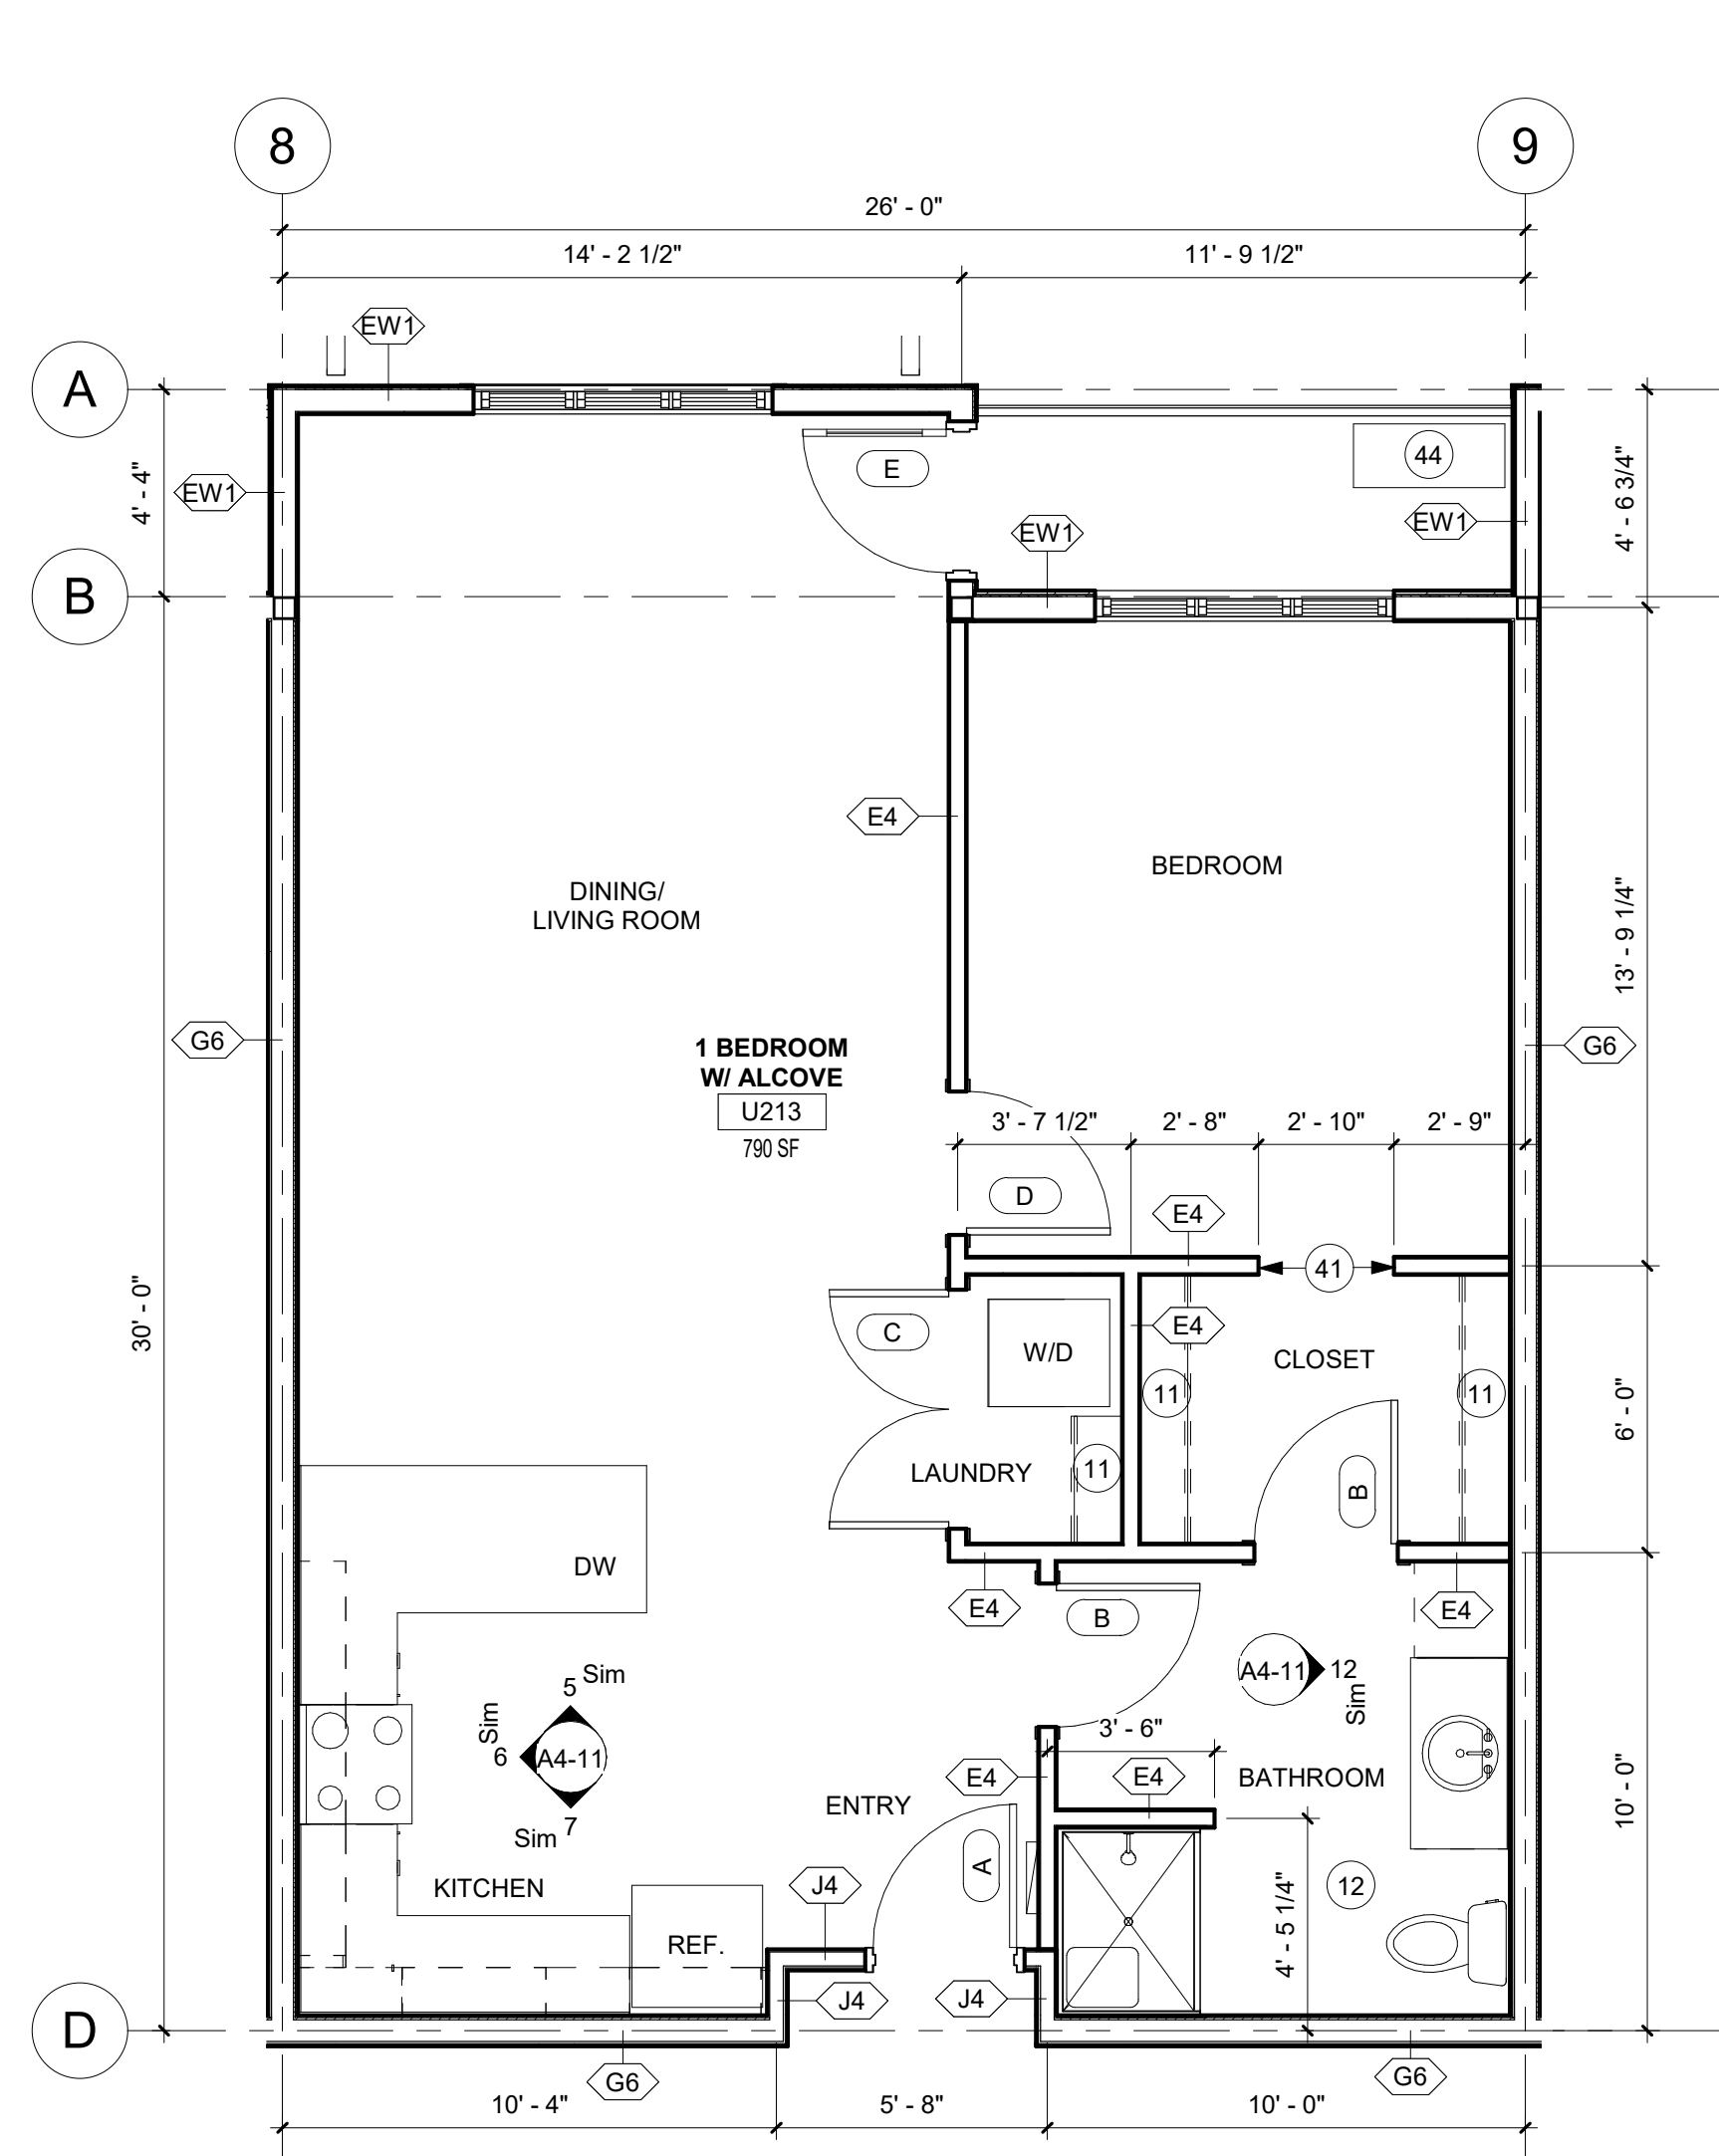 8
9
26' - 0"
14' - 2 1/2"
11' - 9 1/2"
EW1
A
E
44
4' - 4"
EW1
EW1
4' - 6 3/4"
EW1
B
E4
BEDROOM
DINING/
LIVING ROOM
13' - 9 1/4"
G6
G6
1 BEDROOM
W/ ALCOVE
U213
790 SF
3' - 7 1/2"
2' - 8"
2' - 10"
2' - 9"
D
E4
41
30' - 0"
C
W/D
E4
CLOSET
11
11
6' - 0"
LAUNDRY
11
B
DW
E4
B
E4
5
Sim
A4-11
12
Sim
Sim
6
A4-11
7
Sim
3' - 6"
E4
E4
BATHROOM
10' - 0"
ENTRY
A
KITCHEN
J4
12
4' - 5 1/4"
REF.
J4
J4
D
G6
G6
10' - 4"
5' - 8"
10' - 0"